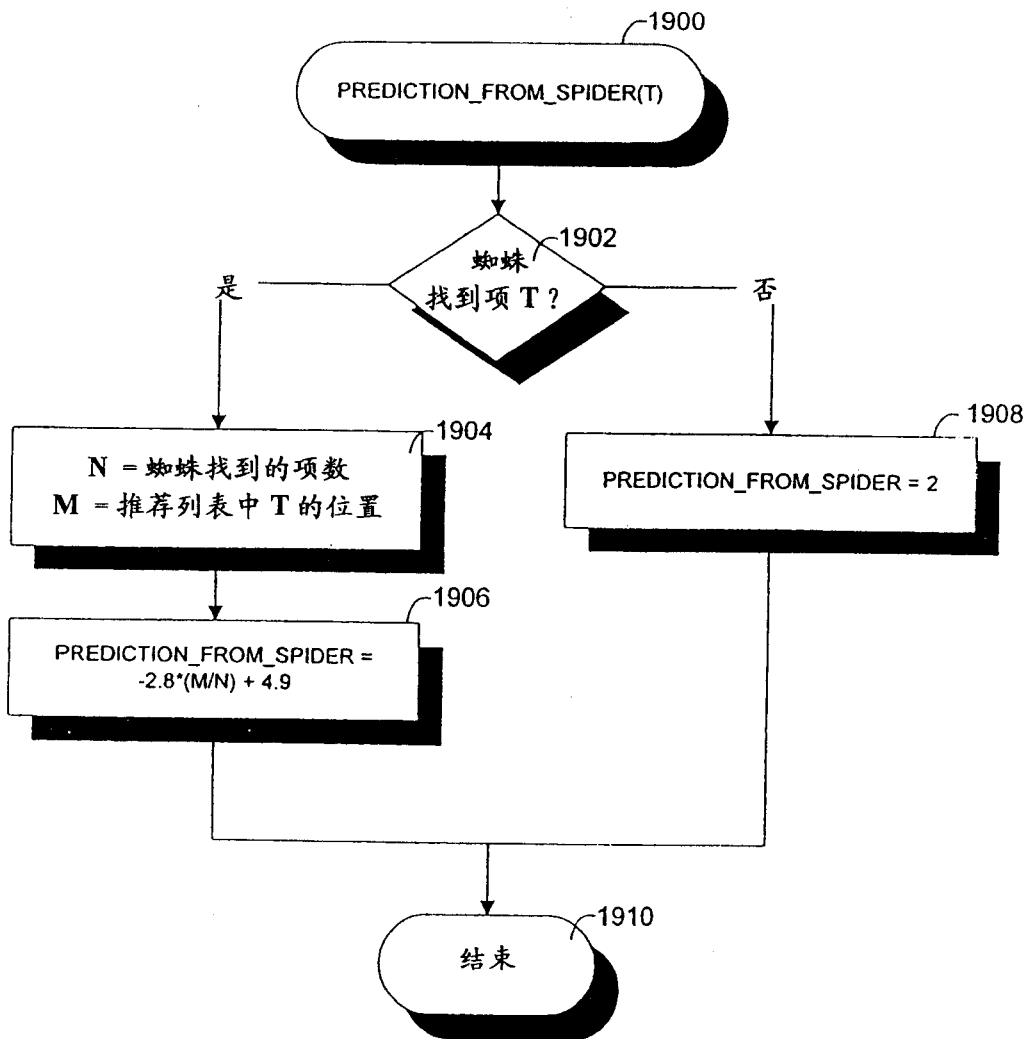 1900
PREDICTION_FROM_SPIDER(T)
1902
蜘蛛
找到项 T?
是
否
1904
N = 蜘蛛找到的项数
M = 推荐列表中 T 的位置
1908
PREDICTION_FROM_SPIDER = 2
1906
PREDICTION_FROM_SPIDER =
-2.8*(M/N) + 4.9
1910
结束